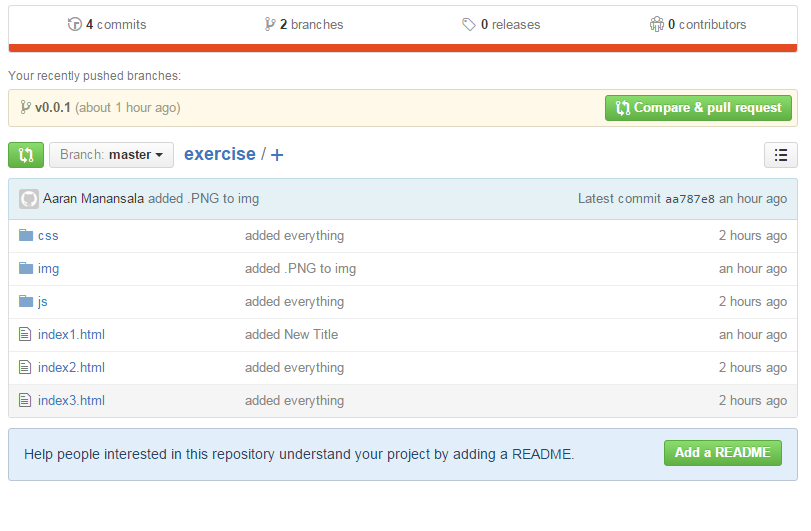 4 commits 2 branches 0 releases 0 contributors
Your recently pushed branches:
v0.0.1 (about 1 hour ago) Compare & pull request
Branch: master exercise / +
Aaran Manansala added .PNG to img Latest commit aa787e8 an hour ago
css added everything 2 hours ago
img added .PNG to img an hour ago
js added everything 2 hours ago
index1.html added New Title an hour ago
index2.html added everything 2 hours ago
index3.html added everything 2 hours ago
Help people interested in this repository understand your project by adding a README. Add a README